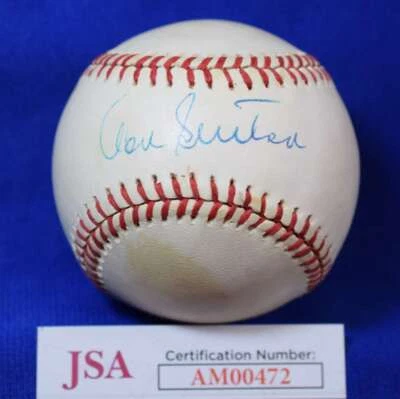 Don Sutton
JSA
Certification Number:
AM00472